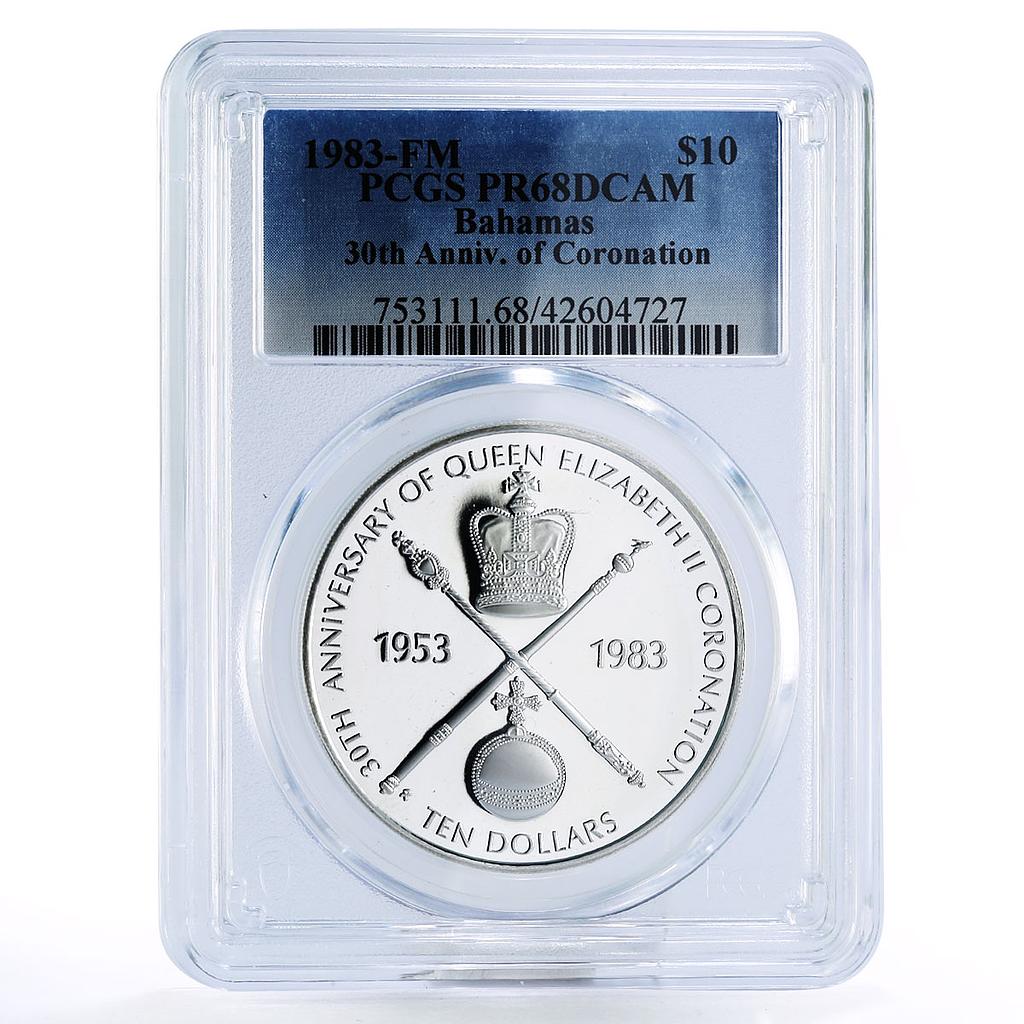 1983-FM $10
PCGS PR68DCAM
Bahamas
30th Anniv. of Coronation
753111.68/42604727
30TH ANNIVERSARY OF QUEEN ELIZABETH II CORONATION
1953 1983
TEN DOLLARS